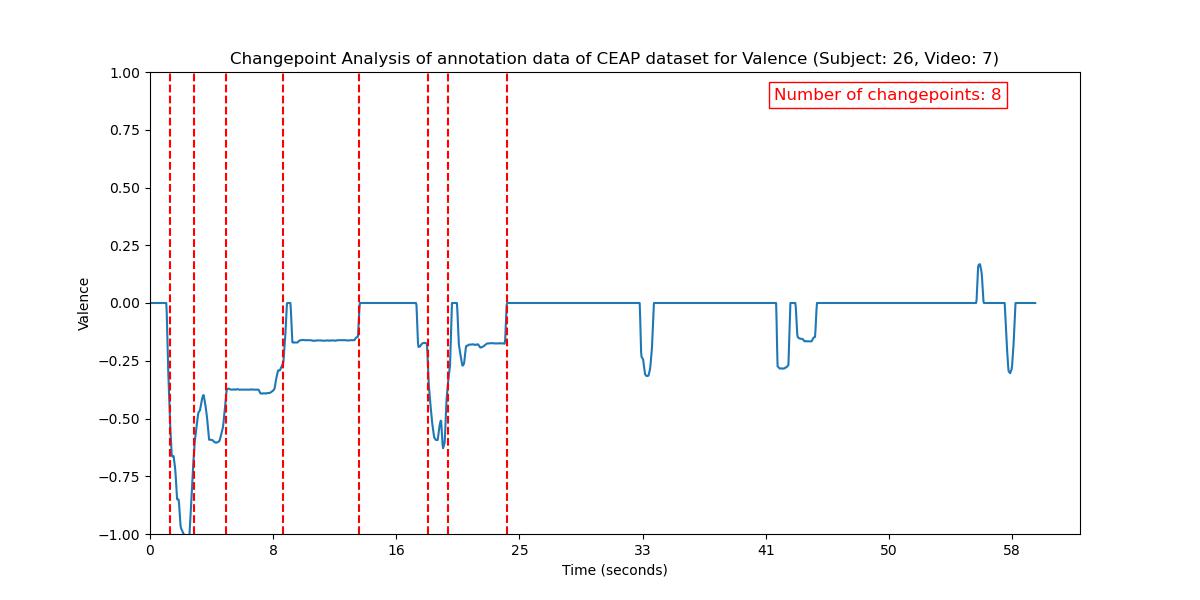 Changepoint Analysis of annotation data of CEAP dataset for Valence (Subject: 26, Video: 7)
Number of changepoints: 8
1.00
0.75
0.50
0.25
0.00
−0.25
−0.50
−0.75
−1.00
Valence
0 8 16 25 33 41 50 58
Time (seconds)